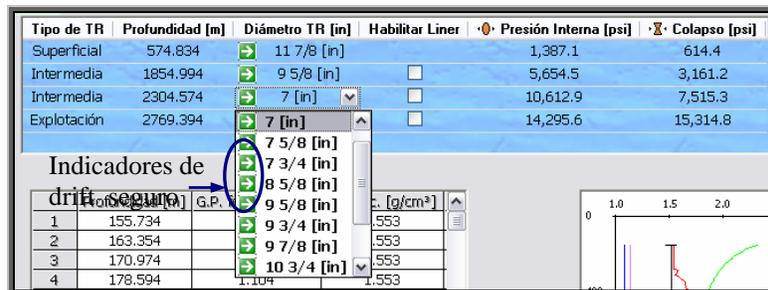 Tipo de TR Profundidad [m] Diámetro TR [in] Habilitar Liner Presión Interna [psi] Colapso [psi]
Superficial 574.834 11 7/8 [in] 1,387.1 614.4
Intermedia 1854.994 9 5/8 [in] 5,654.5 3,161.2
Intermedia 2304.574 7 [in] 10,612.9 7,515.3
Explotación 2769.394 14,295.6 15,314.8
7 [in]
7 5/8 [in]
7 3/4 [in]
8 5/8 [in]
9 5/8 [in]
9 3/4 [in]
9 7/8 [in]
10 3/4 [in]
Indicadores de
drift seguro
Profundidad [m] G.P. c. [g/cm³]
1 155.734 .553
2 163.354 .553
3 170.974 .553
4 178.594 1.104 1.553
1.0 1.5 2.0
0
400